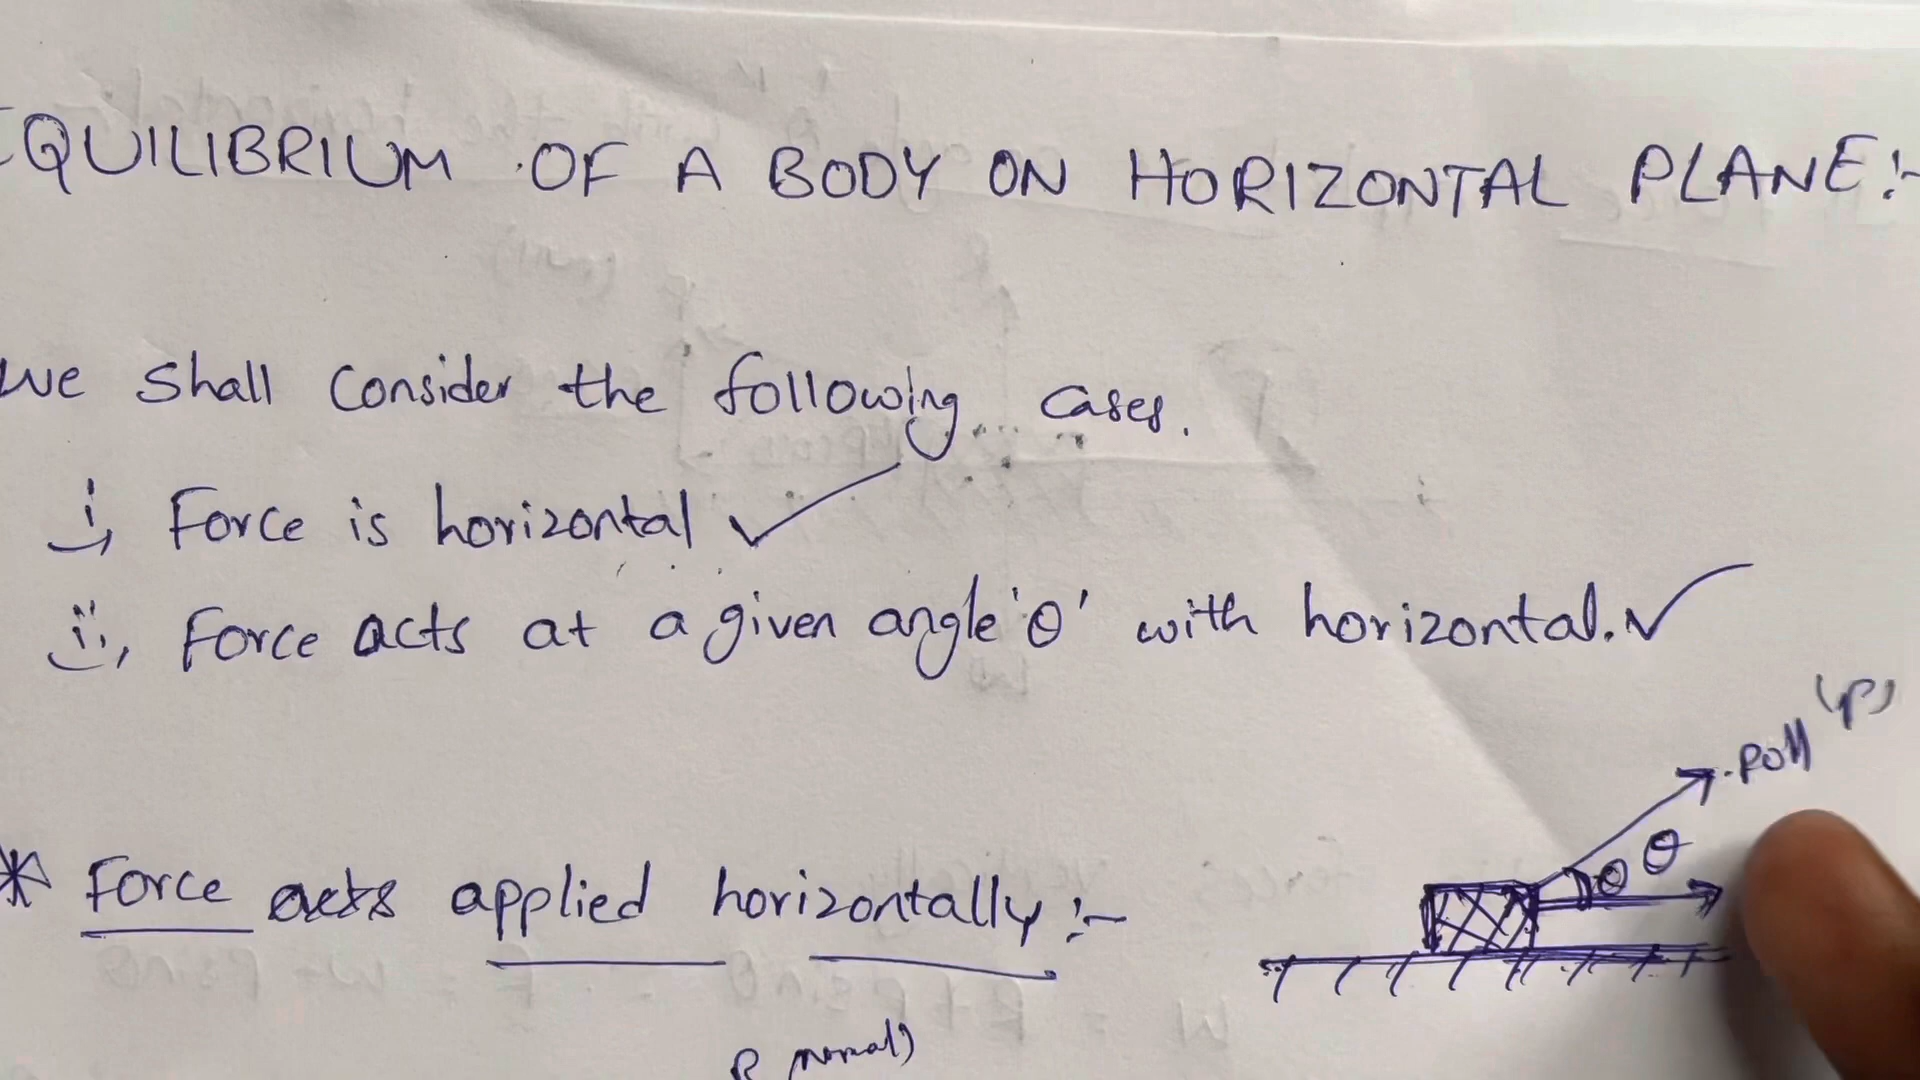 EQUILIBRIUM OF A BODY ON HORIZONTAL PLANE:-
We shall consider the following cases.
i, Force is horizontal
ii, Force acts at a given angle 'θ' with horizontal.
(P)
Pull
θ θ
* Force acts applied horizontally :-
R normal)